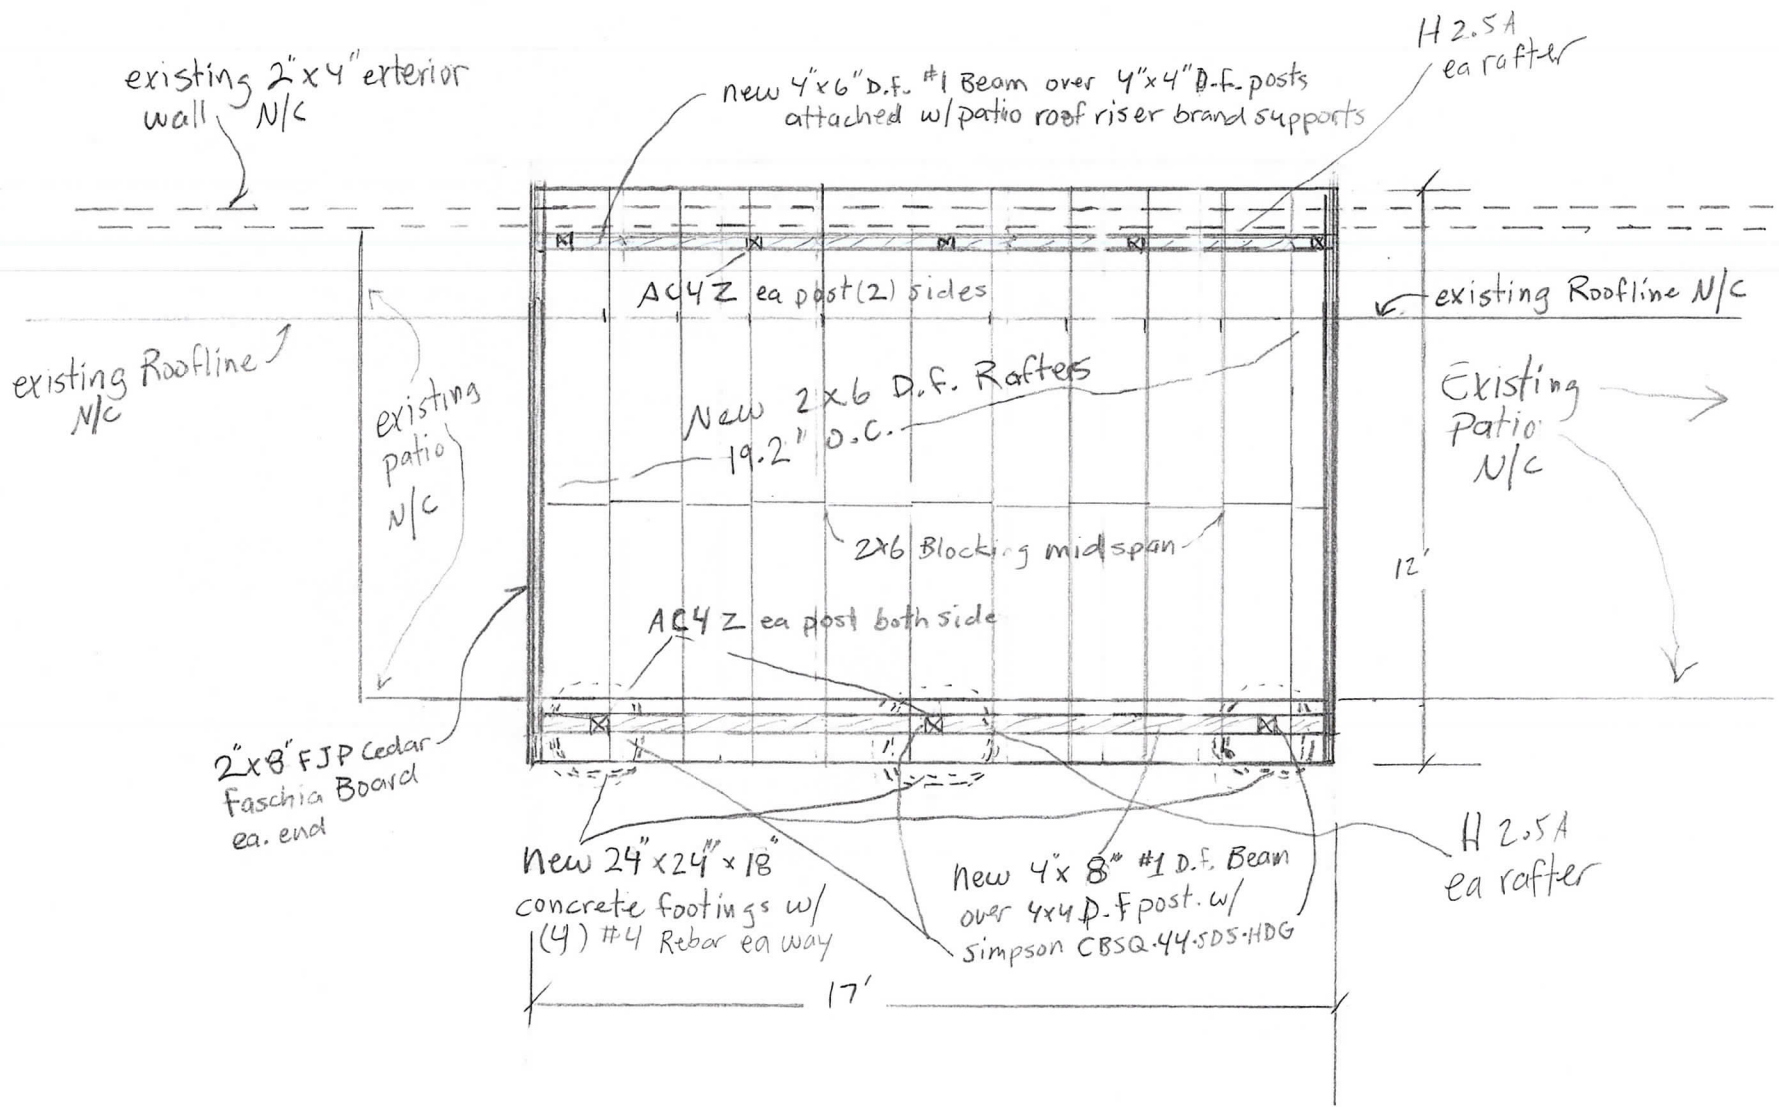 H 2.5A
ea rafter
existing 2"x4" exterior
wall N/C
new 4"x6" D.f. #1 Beam over 4"x4" D.f. posts
attached w/patio roof riser brand supports
AC4Z ea post(2) sides
existing Roofline N/C
existing Roofline
N/C
existing
patio
N/C
New 2x6 D.f. Rafters
19.2" O.C.
Existing
Patio
N/C
2x6 Blocking midspan
12'
AC4Z ea post both side
2"x8" FJP Cedar
Faschia Board
ea. end
new 24"x24"x18"
concrete footings w/
(4) #4 Rebar ea way
new 4"x8" #1 D.f. Beam
over 4x4 D.F post. w/
simpson CBSQ.44.SDS.HDG
H 2.5A
ea rafter
17'